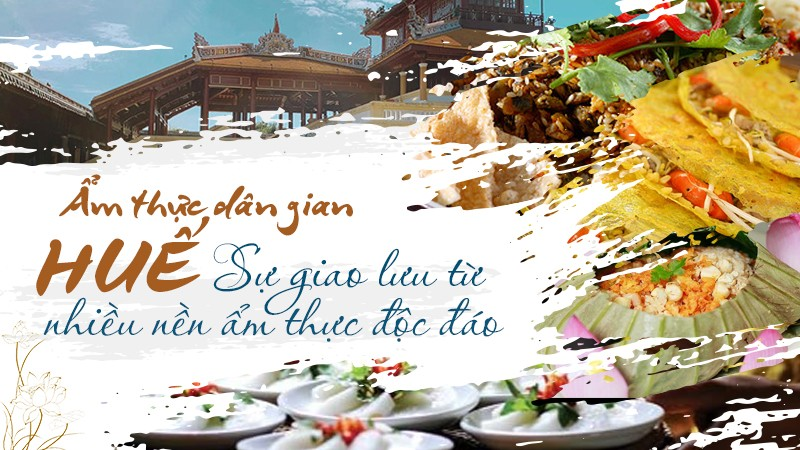 Ẩm thực dân gian
HUẾ Sự giao lưu từ
nhiều nền ẩm thực độc đáo